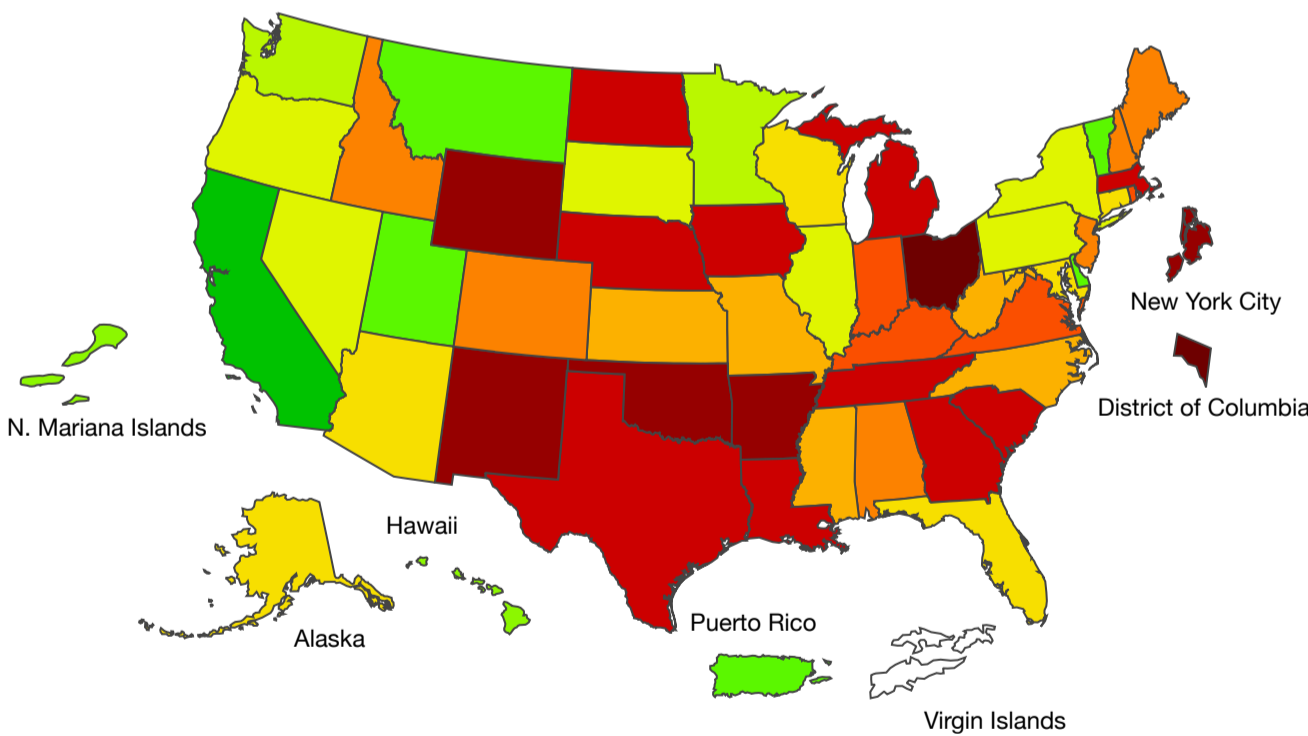 New York City
District of Columbia
N. Mariana Islands
Hawaii
Alaska
Puerto Rico
Virgin Islands